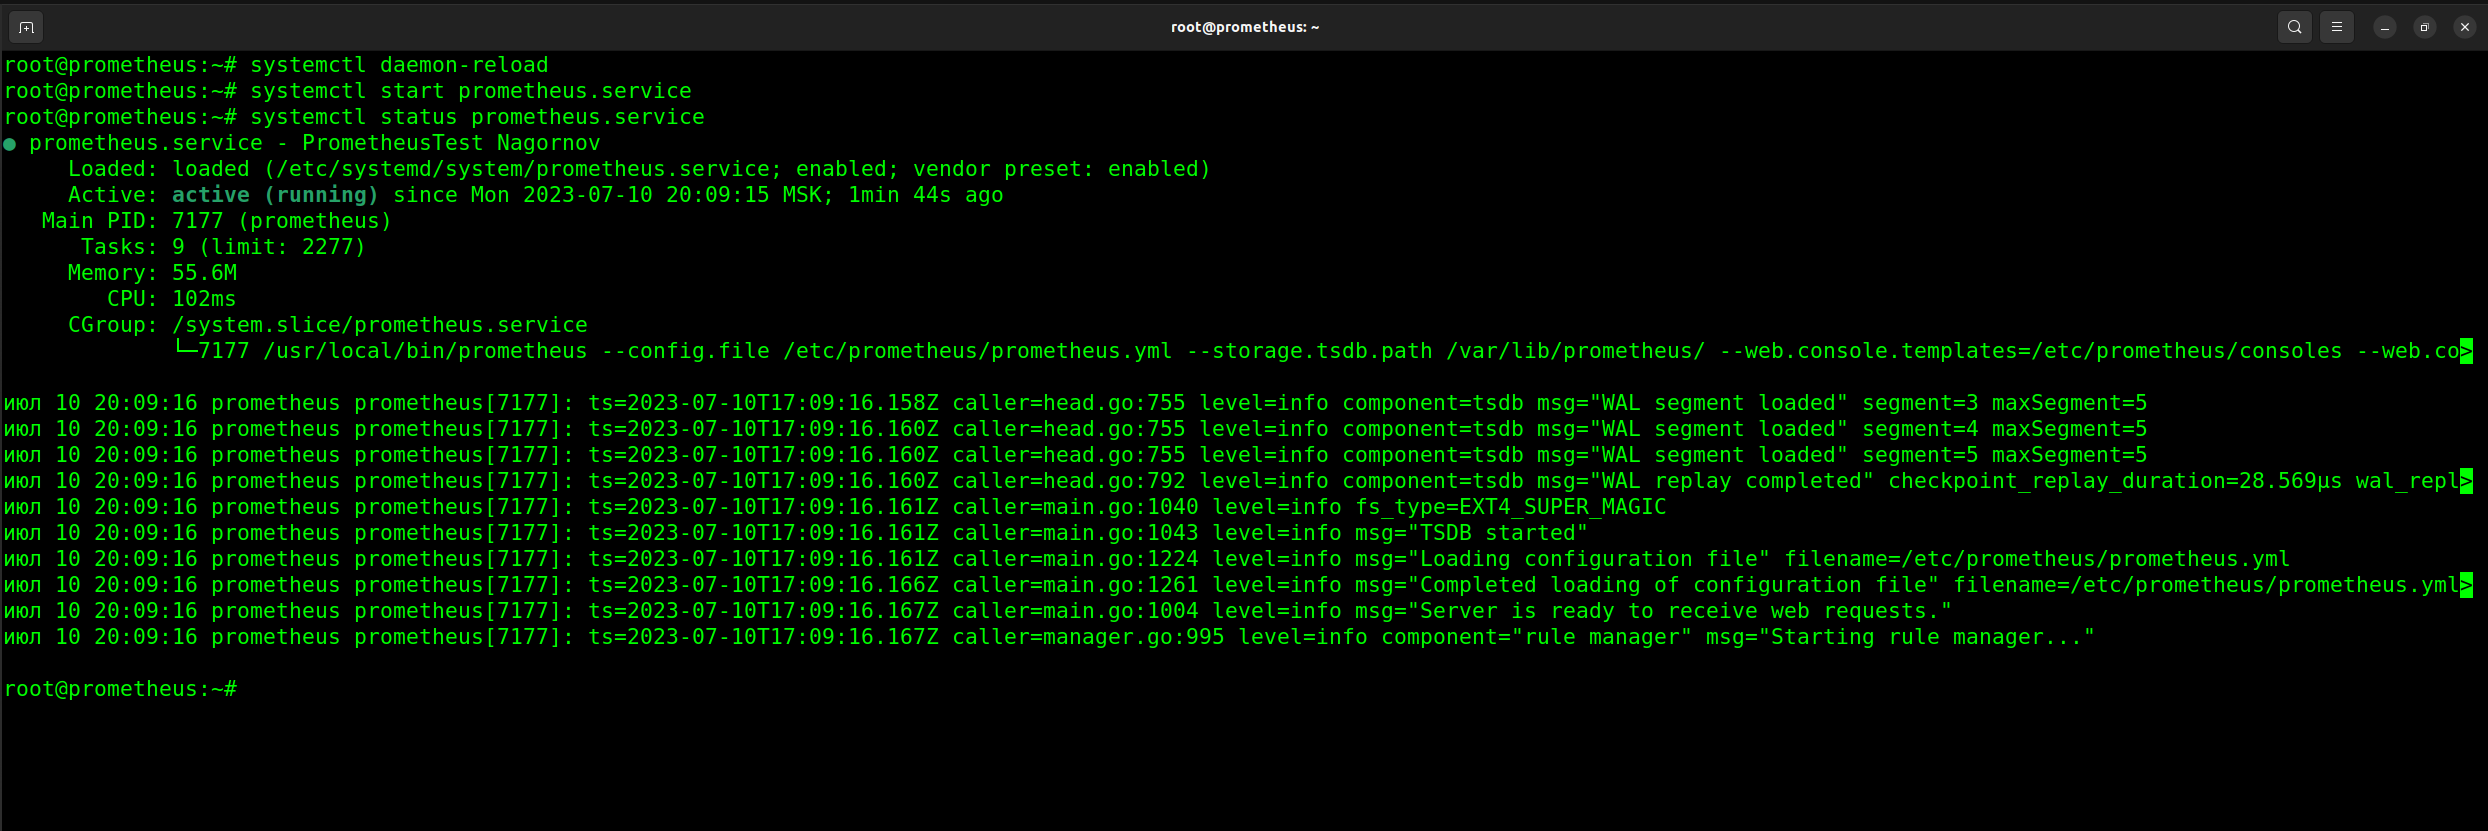 root@prometheus: ~
root@prometheus:~# systemctl daemon-reload
root@prometheus:~# systemctl start prometheus.service
root@prometheus:~# systemctl status prometheus.service
● prometheus.service - PrometheusTest Nagornov
Loaded: loaded (/etc/systemd/system/prometheus.service; enabled; vendor preset: enabled)
Active: active (running) since Mon 2023-07-10 20:09:15 MSK; 1min 44s ago
Main PID: 7177 (prometheus)
Tasks: 9 (limit: 2277)
Memory: 55.6M
CPU: 102ms
CGroup: /system.slice/prometheus.service
└─7177 /usr/local/bin/prometheus --config.file /etc/prometheus/prometheus.yml --storage.tsdb.path /var/lib/prometheus/ --web.console.templates=/etc/prometheus/consoles --web.co>
июл 10 20:09:16 prometheus prometheus[7177]: ts=2023-07-10T17:09:16.158Z caller=head.go:755 level=info component=tsdb msg="WAL segment loaded" segment=3 maxSegment=5
июл 10 20:09:16 prometheus prometheus[7177]: ts=2023-07-10T17:09:16.160Z caller=head.go:755 level=info component=tsdb msg="WAL segment loaded" segment=4 maxSegment=5
июл 10 20:09:16 prometheus prometheus[7177]: ts=2023-07-10T17:09:16.160Z caller=head.go:755 level=info component=tsdb msg="WAL segment loaded" segment=5 maxSegment=5
июл 10 20:09:16 prometheus prometheus[7177]: ts=2023-07-10T17:09:16.160Z caller=head.go:792 level=info component=tsdb msg="WAL replay completed" checkpoint_replay_duration=28.569µs wal_repl>
июл 10 20:09:16 prometheus prometheus[7177]: ts=2023-07-10T17:09:16.161Z caller=main.go:1040 level=info fs_type=EXT4_SUPER_MAGIC
июл 10 20:09:16 prometheus prometheus[7177]: ts=2023-07-10T17:09:16.161Z caller=main.go:1043 level=info msg="TSDB started"
июл 10 20:09:16 prometheus prometheus[7177]: ts=2023-07-10T17:09:16.161Z caller=main.go:1224 level=info msg="Loading configuration file" filename=/etc/prometheus/prometheus.yml
июл 10 20:09:16 prometheus prometheus[7177]: ts=2023-07-10T17:09:16.166Z caller=main.go:1261 level=info msg="Completed loading of configuration file" filename=/etc/prometheus/prometheus.yml>
июл 10 20:09:16 prometheus prometheus[7177]: ts=2023-07-10T17:09:16.167Z caller=main.go:1004 level=info msg="Server is ready to receive web requests."
июл 10 20:09:16 prometheus prometheus[7177]: ts=2023-07-10T17:09:16.167Z caller=manager.go:995 level=info component="rule manager" msg="Starting rule manager..."
root@prometheus:~#